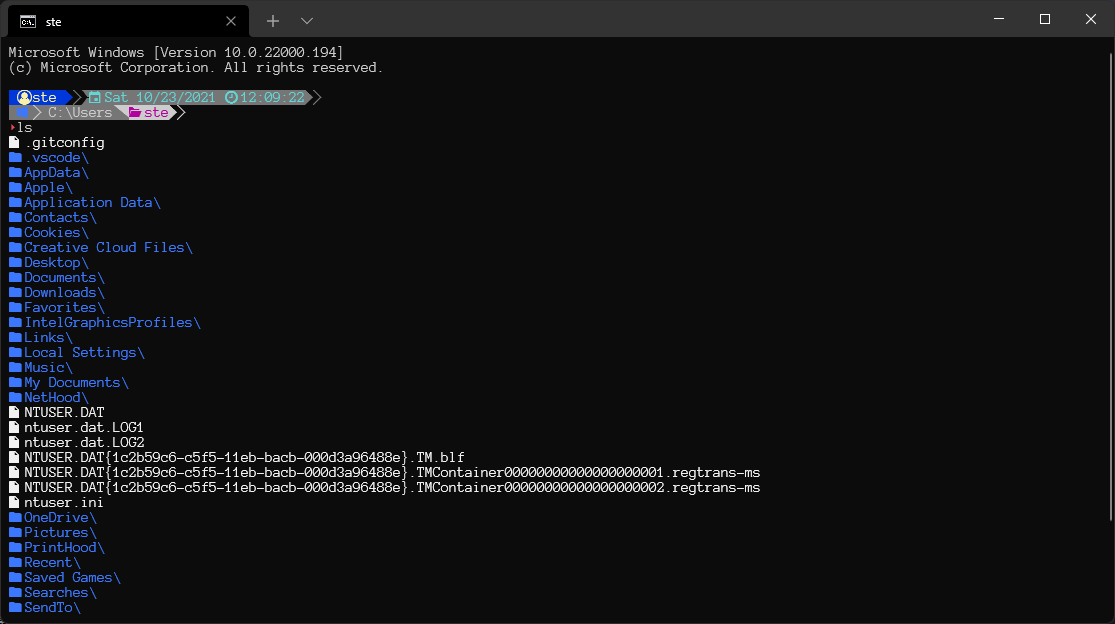 ste
Microsoft Windows [Version 10.0.22000.194]
(c) Microsoft Corporation. All rights reserved.
ste Sat 10/23/2021 12:09:22
C:\Users ste
ls
.gitconfig
.vscode\
AppData\
Apple\
Application Data\
Contacts\
Cookies\
Creative Cloud Files\
Desktop\
Documents\
Downloads\
Favorites\
IntelGraphicsProfiles\
Links\
Local Settings\
Music\
My Documents\
NetHood\
NTUSER.DAT
ntuser.dat.LOG1
ntuser.dat.LOG2
NTUSER.DAT{1c2b59c6-c5f5-11eb-bacb-000d3a96488e}.TM.blf
NTUSER.DAT{1c2b59c6-c5f5-11eb-bacb-000d3a96488e}.TMContainer00000000000000000001.regtrans-ms
NTUSER.DAT{1c2b59c6-c5f5-11eb-bacb-000d3a96488e}.TMContainer00000000000000000002.regtrans-ms
ntuser.ini
OneDrive\
Pictures\
PrintHood\
Recent\
Saved Games\
Searches\
SendTo\